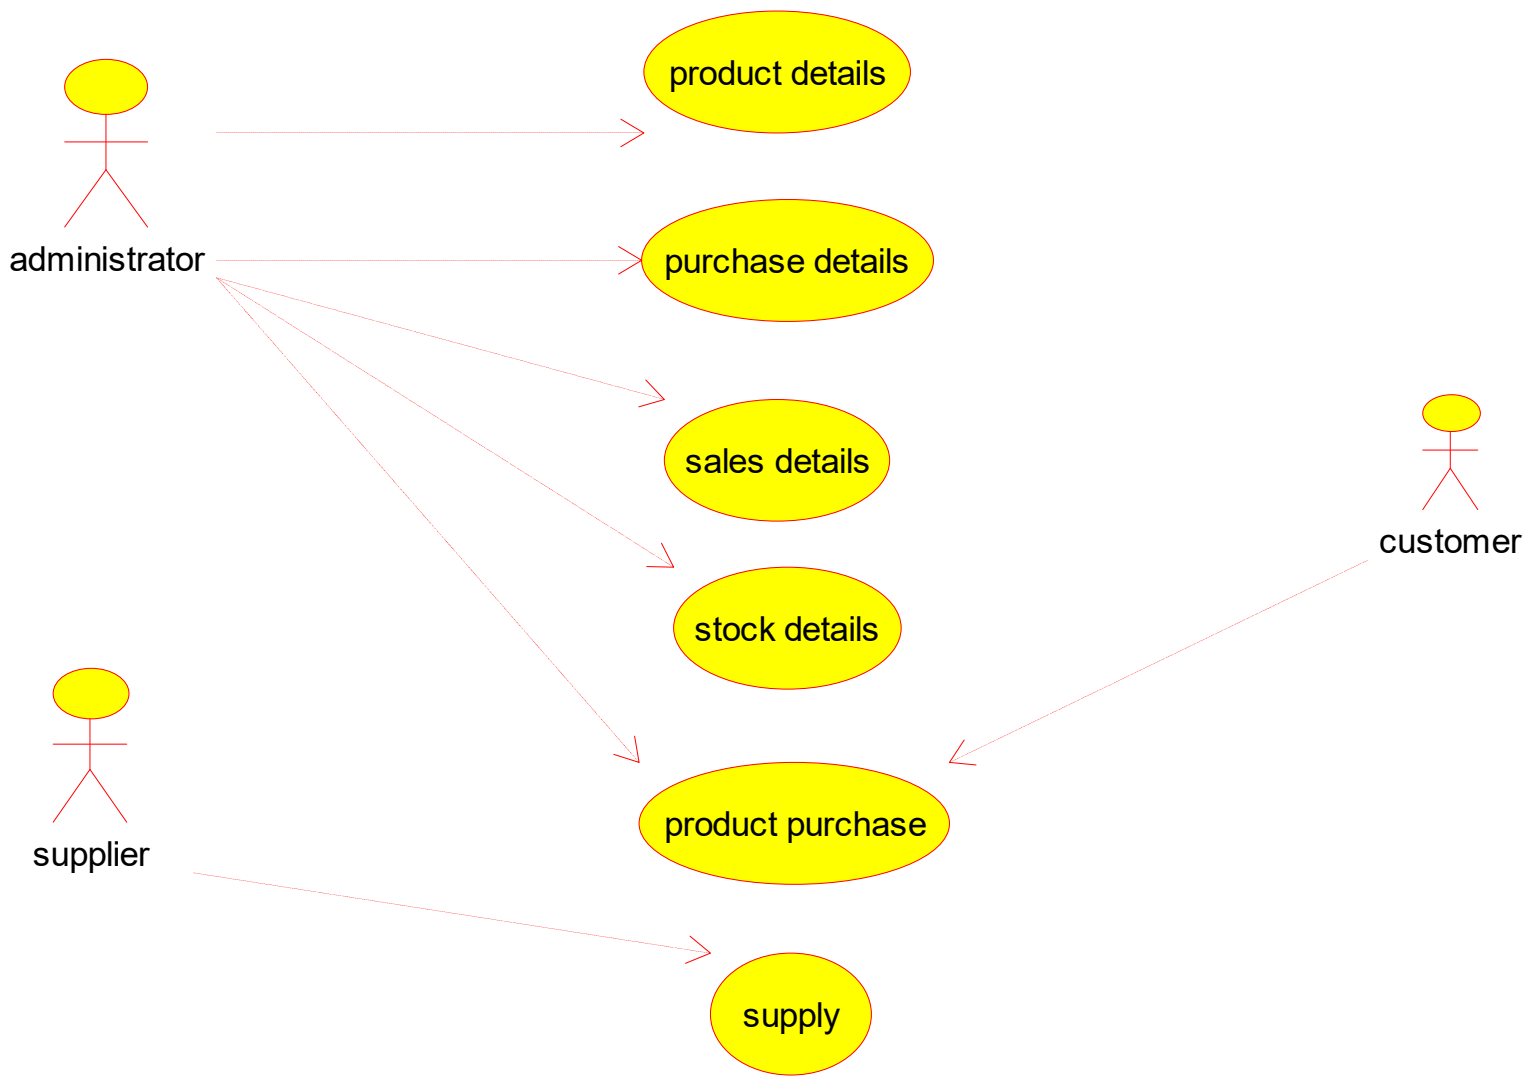 product details
administrator
purchase details
sales details
customer
stock details
product purchase
supplier
supply